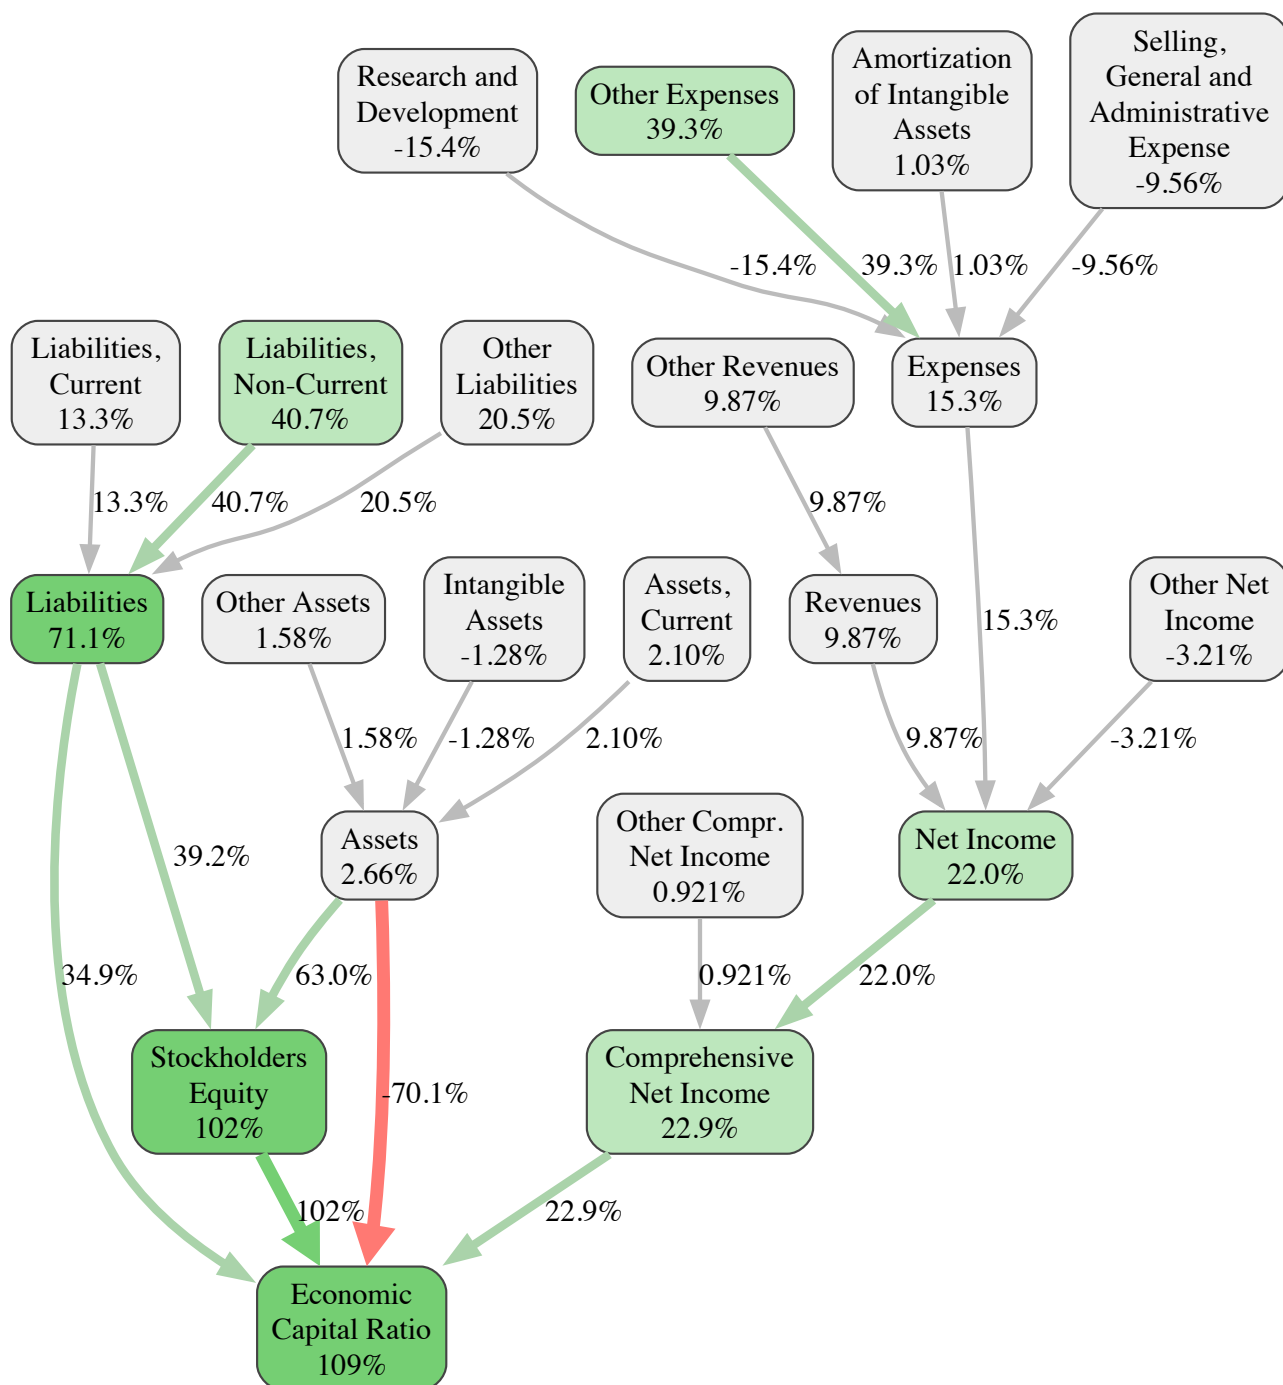 Research and
Development
-15.4%
Other Expenses
39.3%
Amortization
of Intangible
Assets
1.03%
Selling,
General and
Administrative
Expense
-9.56%
-15.4%
39.3%
1.03%
-9.56%
Liabilities,
Current
13.3%
Liabilities,
Non-Current
40.7%
Other
Liabilities
20.5%
Other Revenues
9.87%
Expenses
15.3%
13.3%
40.7%
20.5%
9.87%
Liabilities
71.1%
Other Assets
1.58%
Intangible
Assets
-1.28%
Assets,
Current
2.10%
Revenues
9.87%
15.3%
Other Net
Income
-3.21%
1.58%
-1.28%
2.10%
9.87%
-3.21%
39.2%
Assets
2.66%
Other Compr.
Net Income
0.921%
Net Income
22.0%
34.9%
63.0%
0.921%
22.0%
Stockholders
Equity
102%
-70.1%
Comprehensive
Net Income
22.9%
102%
22.9%
Economic
Capital Ratio
109%